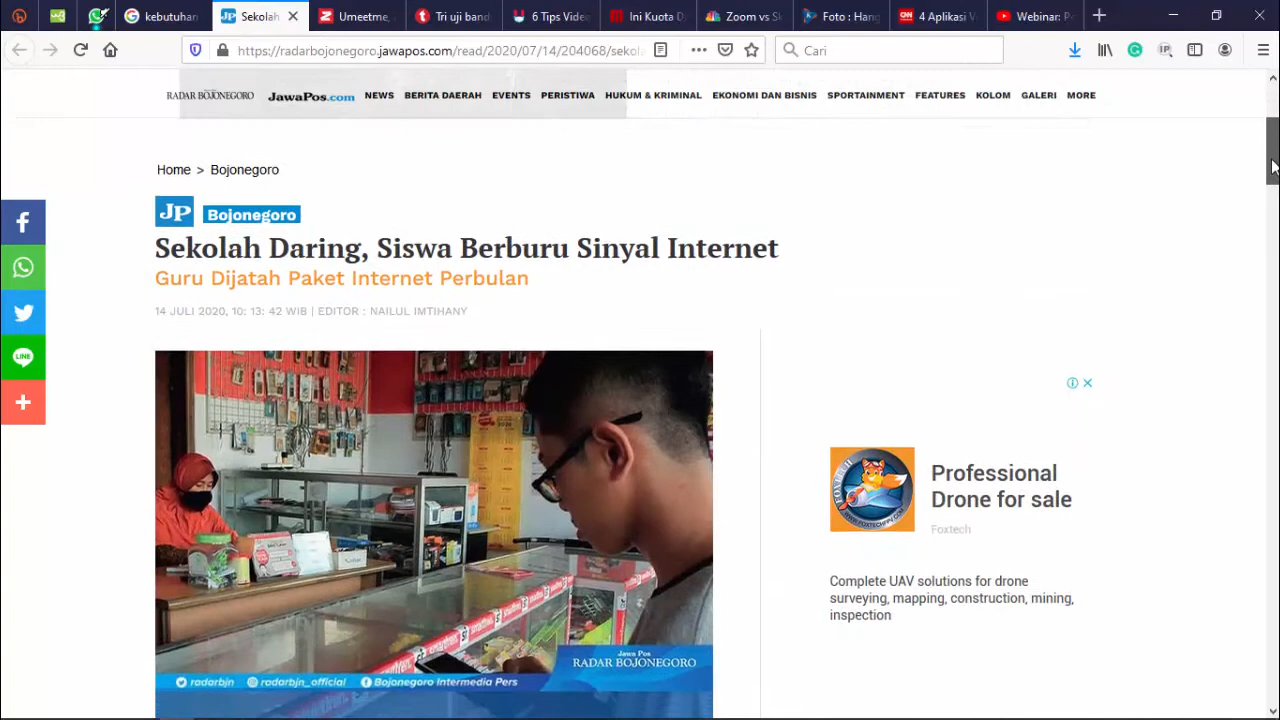 kebutuhan
Sekolah
Umeetme,
Tri uji band
6 Tips Vide
Ini Kuota D
Zoom vs Sk
Foto : Hang
4 Aplikasi V
Webinar: P
https://radarbojonegoro.jawapos.com/read/2020/07/14/204068/sekola
Cari
RADAR BOJONEGORO JawaPos.com NEWS BERITA DAERAH EVENTS PERISTIWA HUKUM & KRIMINAL EKONOMI DAN BISNIS SPORTAINMENT FEATURES KOLOM GALERI MORE
Home > Bojonegoro
JP Bojonegoro
Sekolah Daring, Siswa Berburu Sinyal Internet
Guru Dijatah Paket Internet Perbulan
14 JULI 2020, 10: 13: 42 WIB | EDITOR : NAILUL IMTIHANY
Professional
Drone for sale
Foxtech
Complete UAV solutions for drone
surveying, mapping, construction, mining,
inspection
Jawa Pos
RADAR BOJONEGORO
radarbjn radarbjn_official Bojonegoro Intermedia Pers